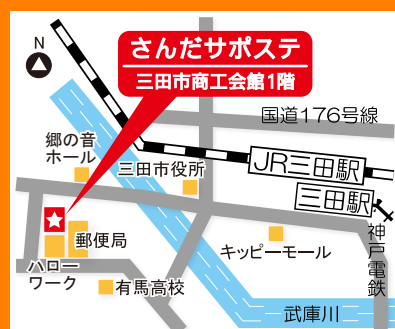 N
さんだサポステ
三田市商工会館1階
国道176号線
郷の音
ホール
三田市役所
JR三田駅
三田駅
神戸電鉄
郵便局
キッピーモール
ハロー
ワーク
有馬高校
武庫川